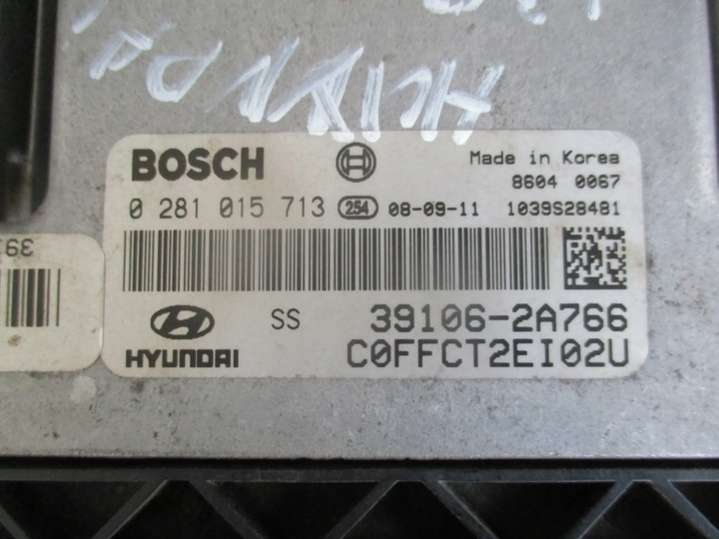 BOSCH
Made in Korea
8604 0067
0 281 015 713 254 08-09-11 1039S28481
SS 39106-2A766
HYUNDAI C0FFCT2EI02U